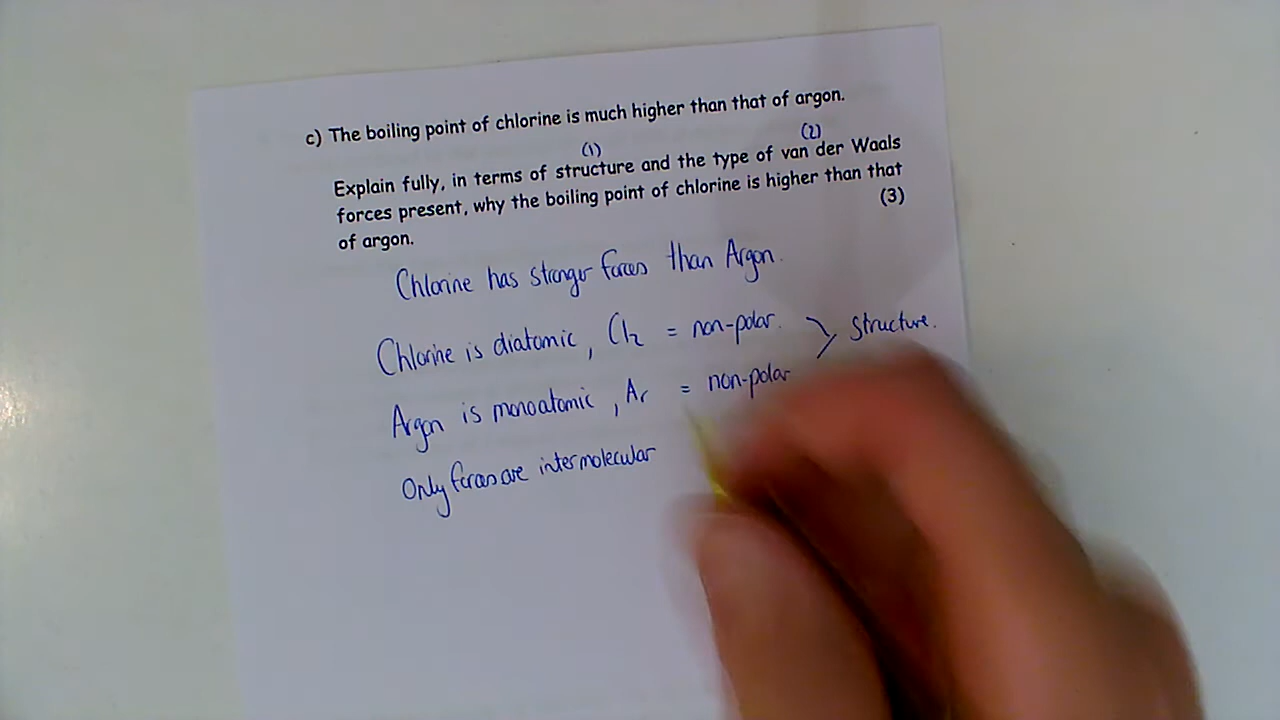 c) The boiling point of chlorine is much higher than that of argon.
(1) (2)
Explain fully, in terms of structure and the type of van der Waals
forces present, why the boiling point of chlorine is higher than that
of argon. (3)
Chlorine has stronger forces than Argon.
Chlorine is diatomic, Cl2 = non-polar. > Structure.
Argon is monoatomic, Ar = non-polar
Only forces are intermolecular